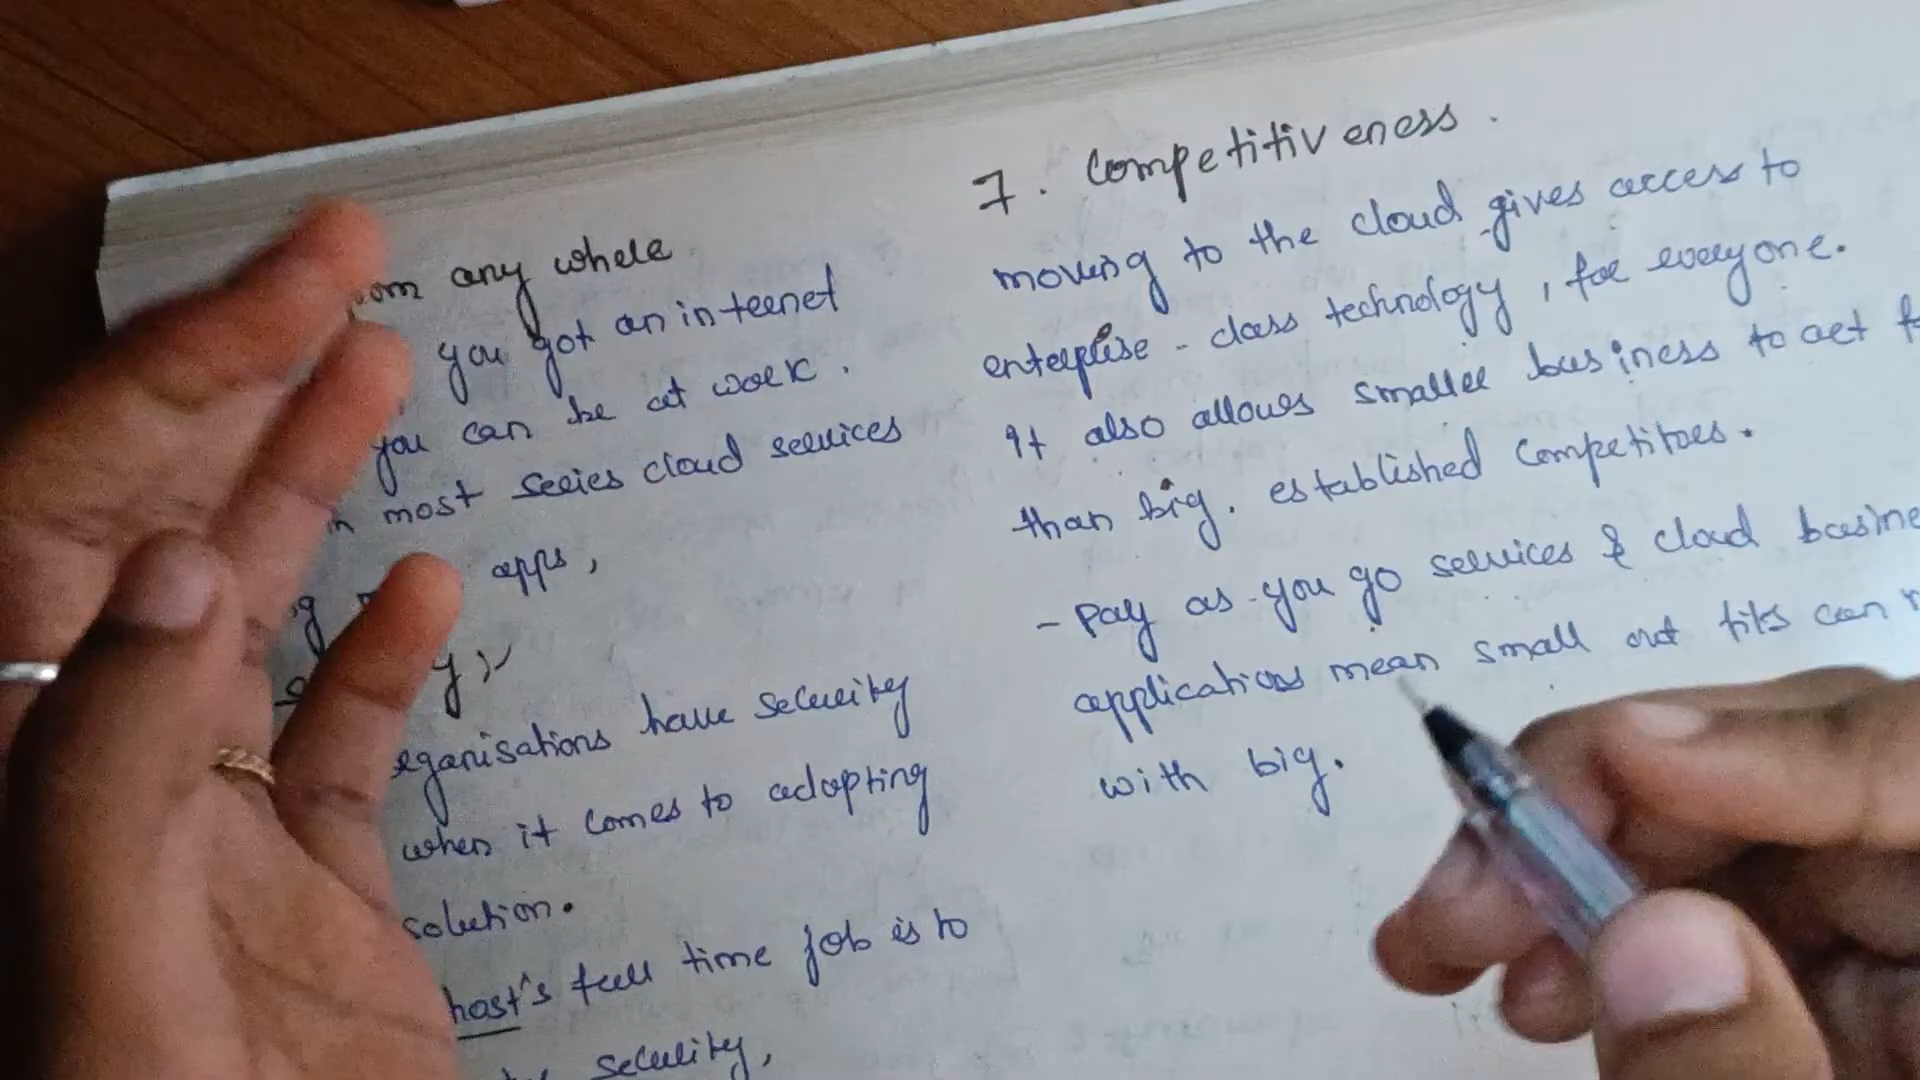 any where
you got an internet
you can be at work.
most series cloud services
apps,
organisations have security
when it comes to adopting
solution.
host's full time job is to
security,
7. Competitiveness.
moving to the cloud gives access to
enterprise-class technology, for everyone.
It also allows smaller business to act
than big, established competitors.
- Pay as you go services & cloud
applications mean small out fits can
with big.